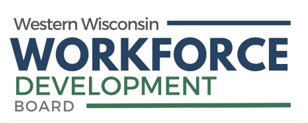 Western Wisconsin
WORKFORCE
DEVELOPMENT
BOARD